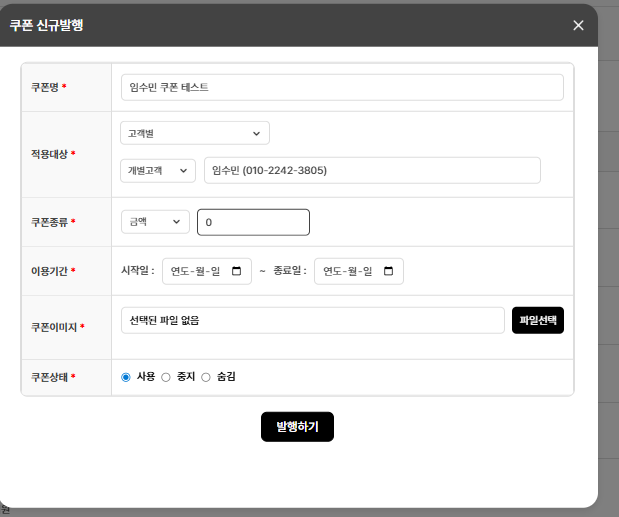 쿠폰 신규발행
쿠폰명 * 임수민 쿠폰 테스트
적용대상 * 고객별
개별고객 임수민 (010-2242-3805)
쿠폰종류 * 금액 0
이용기간 * 시작일 : 연도-월-일 ~ 종료일 : 연도-월-일
쿠폰이미지 * 선택된 파일 없음 파일선택
쿠폰상태 * 사용 중지 숨김
발행하기
원